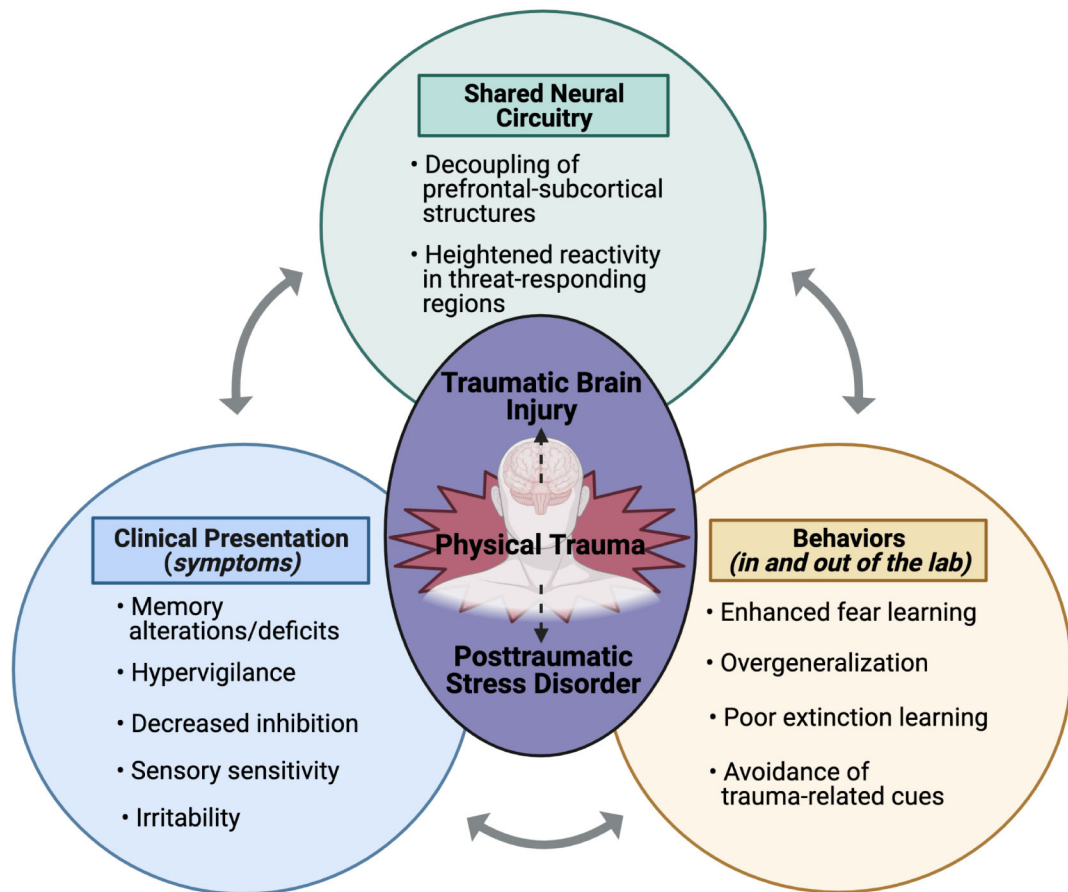 Shared Neural
Circuitry
• Decoupling of
prefrontal-subcortical
structures
• Heightened reactivity
in threat-responding
regions
Traumatic Brain
Injury
Physical Trauma
Posttraumatic
Stress Disorder
Clinical Presentation
(symptoms)
• Memory
alterations/deficits
• Hypervigilance
• Decreased inhibition
• Sensory sensitivity
• Irritability
Behaviors
(in and out of the lab)
• Enhanced fear learning
• Overgeneralization
• Poor extinction learning
• Avoidance of
trauma-related cues